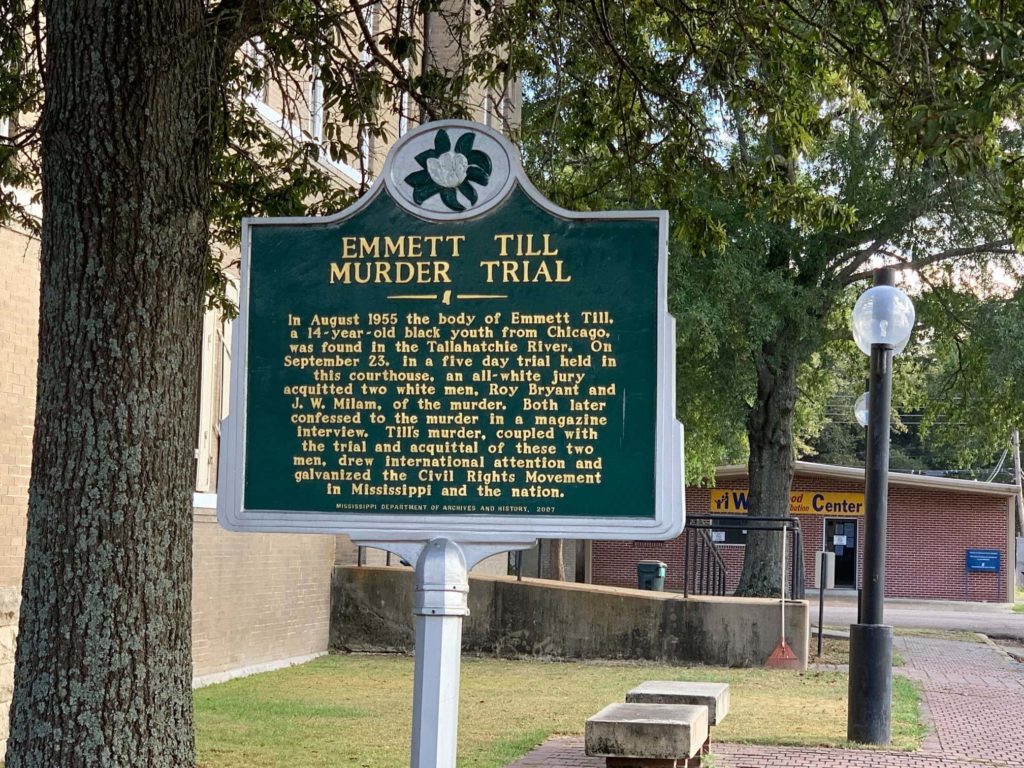 EMMETT TILL
MURDER TRIAL
In August 1955 the body of Emmett Till,
a 14-year-old black youth from Chicago,
was found in the Tallahatchie River. On
September 23, in a five day trial held in
this courthouse, an all-white jury
acquitted two white men, Roy Bryant and
J. W. Milam, of the murder. Both later
confessed to the murder in a magazine
interview. Till's murder, coupled with
the trial and acquittal of these two
men, drew international attention and
galvanized the Civil Rights Movement
in Mississippi and the nation.
MISSISSIPPI DEPARTMENT OF ARCHIVES AND HISTORY, 2007
Center